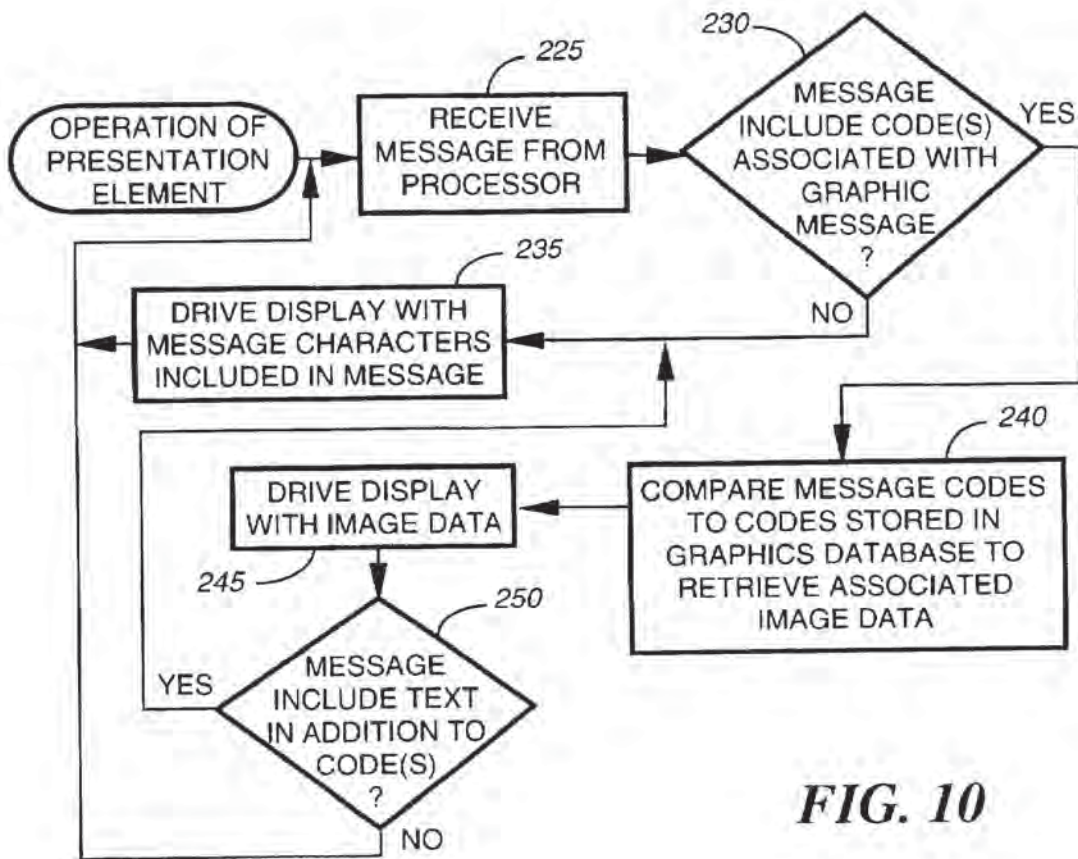 OPERATION OF
PRESENTATION
ELEMENT
225
RECEIVE
MESSAGE FROM
PROCESSOR
230
MESSAGE
INCLUDE CODE(S)
ASSOCIATED WITH
GRAPHIC
MESSAGE
?
YES
NO
235
DRIVE DISPLAY WITH
MESSAGE CHARACTERS
INCLUDED IN MESSAGE
240
COMPARE MESSAGE CODES
TO CODES STORED IN
GRAPHICS DATABASE TO
RETRIEVE ASSOCIATED
IMAGE DATA
DRIVE DISPLAY
WITH IMAGE DATA
245
250
MESSAGE
INCLUDE TEXT
IN ADDITION TO
CODE(S)
?
YES
NO
FIG. 10